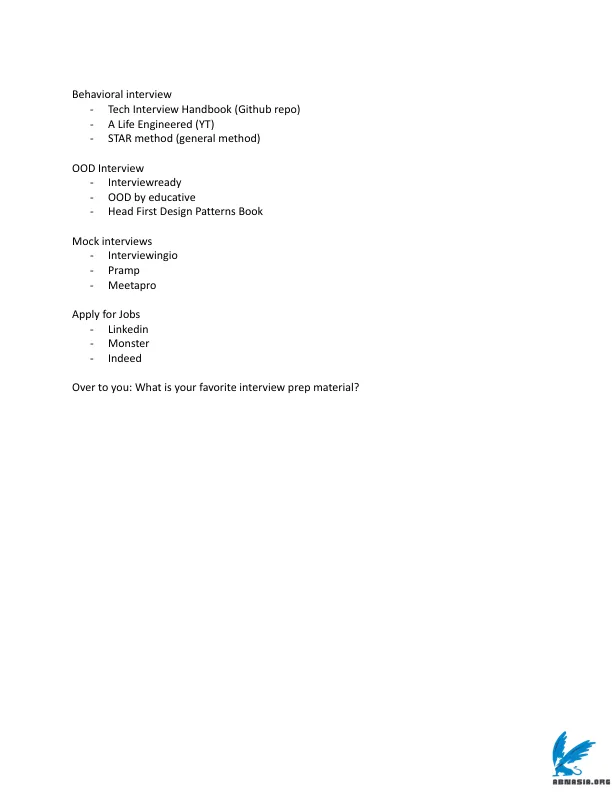 Behavioral interview
- Tech Interview Handbook (Github repo)
- A Life Engineered (YT)
- STAR method (general method)
OOD Interview
- Interviewready
- OOD by educative
- Head First Design Patterns Book
Mock interviews
- Interviewingio
- Pramp
- Meetapro
Apply for Jobs
- Linkedin
- Monster
- Indeed
Over to you: What is your favorite interview prep material?
ABNASIA.ORG